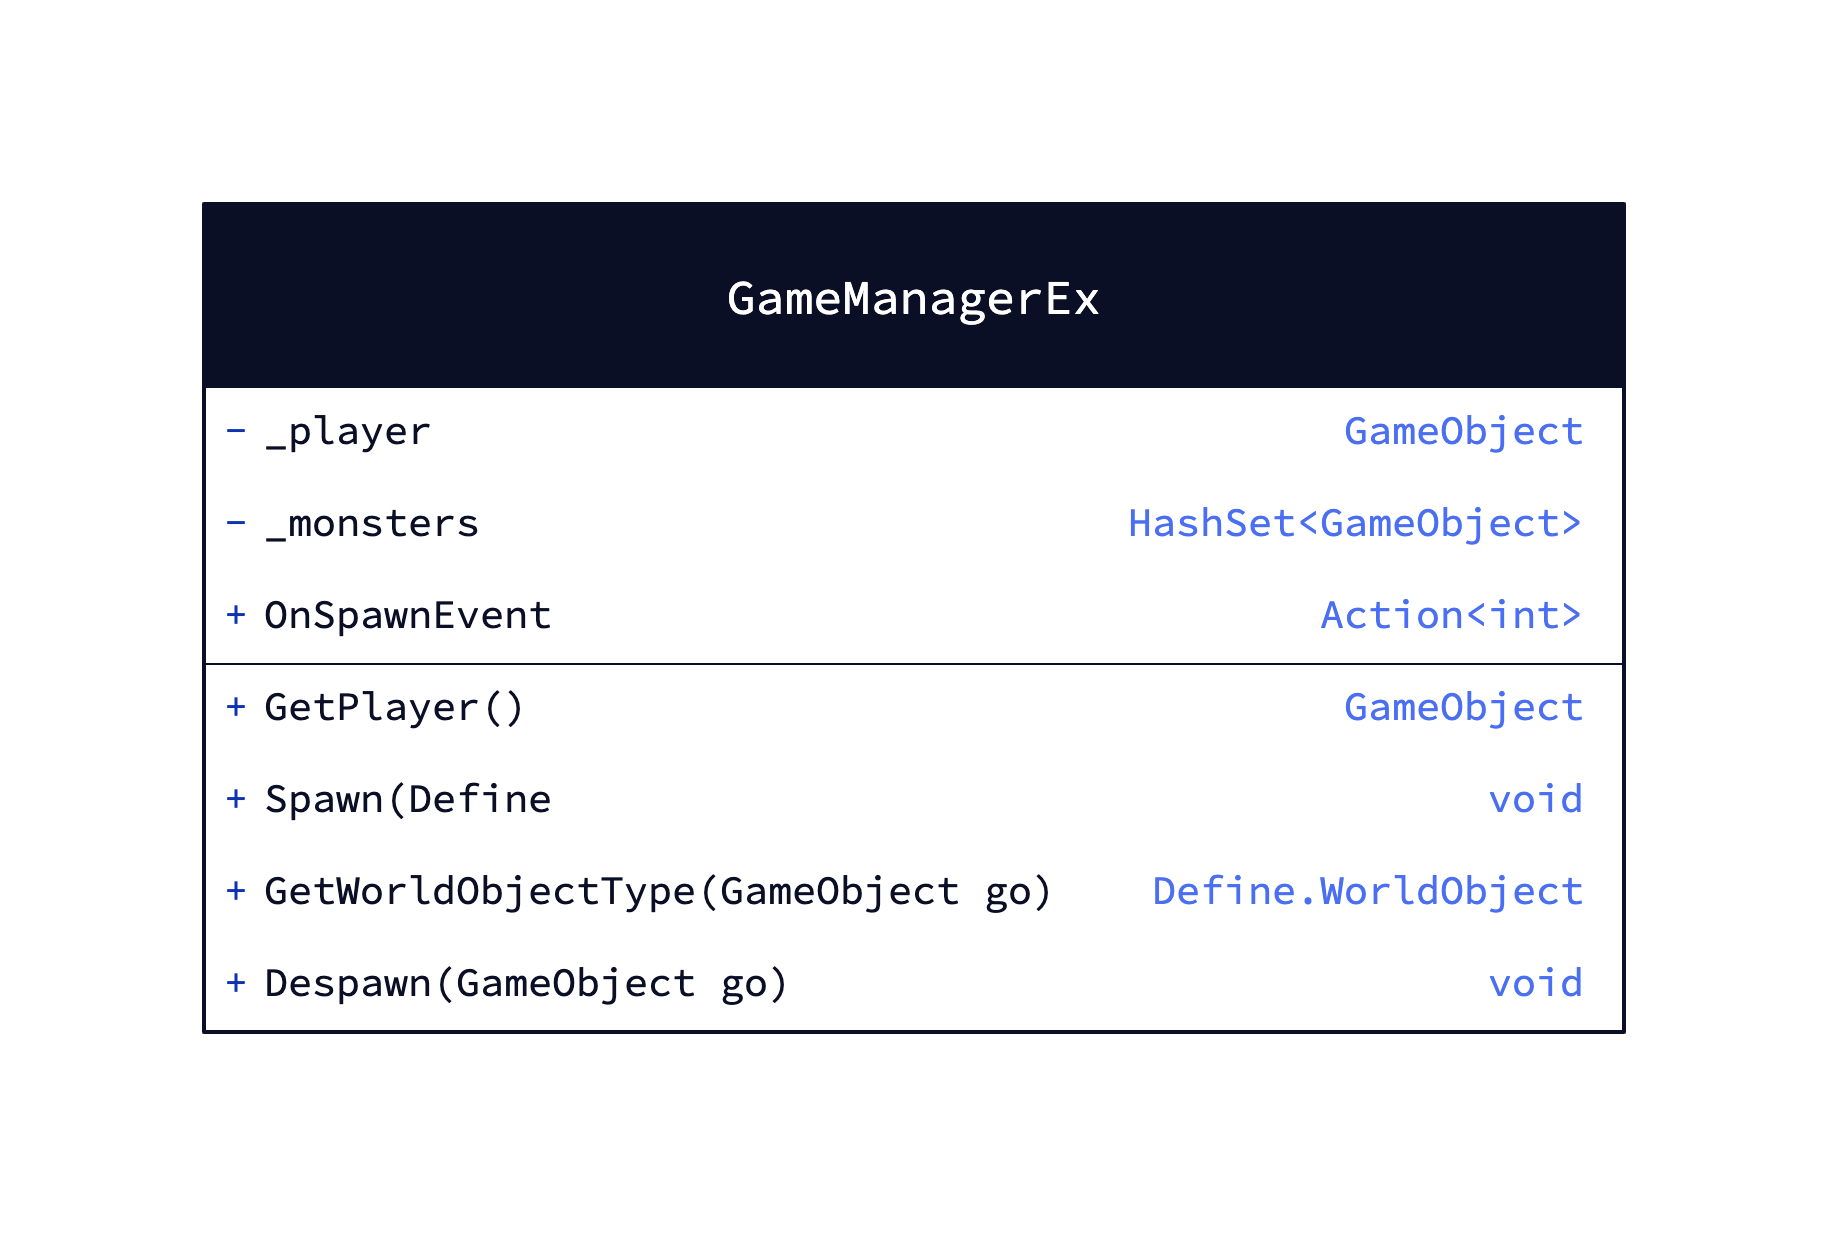 GameManagerEx
- _player GameObject
- _monsters HashSet<GameObject>
+ OnSpawnEvent Action<int>
+ GetPlayer() GameObject
+ Spawn(Define void
+ GetWorldObjectType(GameObject go) Define.WorldObject
+ Despawn(GameObject go) void